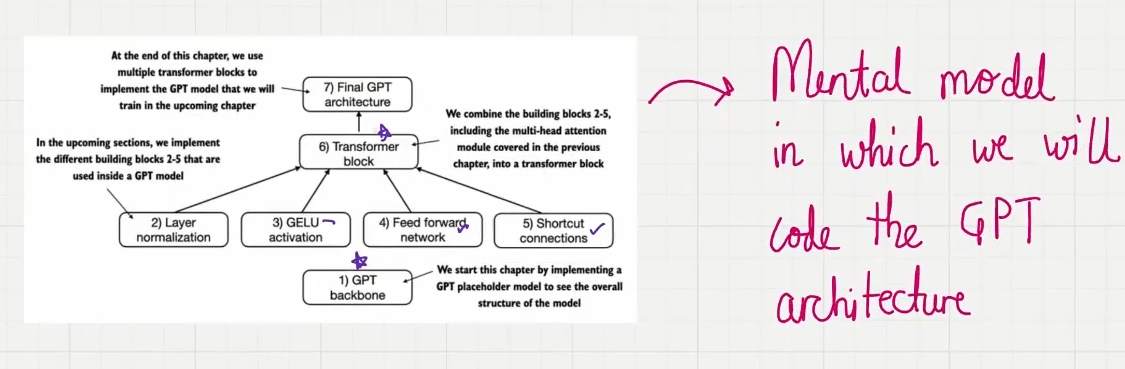 At the end of this chapter, we use
multiple transformer blocks to
implement the GPT model that we will
train in the upcoming chapter
7) Final GPT
architecture
We combine the building blocks 2-5,
including the multi-head attention
module covered in the previous
chapter, into a transformer block
In the upcoming sections, we implement
the different building blocks 2-5 that are
used inside a GPT model
6) Transformer
block
2) Layer
normalization
3) GELU
activation
4) Feed forward
network
5) Shortcut
connections
1) GPT
backbone
We start this chapter by implementing a
GPT placeholder model to see the overall
structure of the model
Mental model
in which we will
code the GPT
architecture